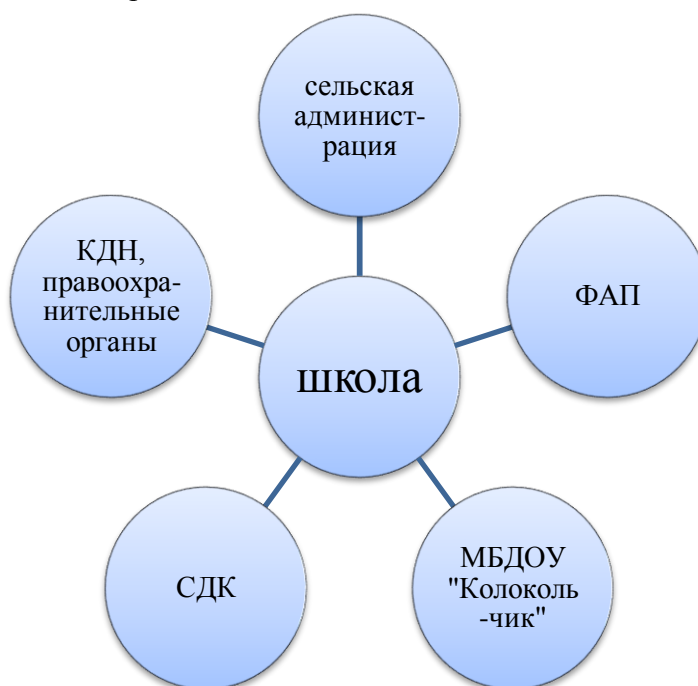 сельская
админист-
рация
КДН,
правоохра-
нительные
органы
ФАП
школа
СДК
МБДОУ
"Колоколь
-чик"